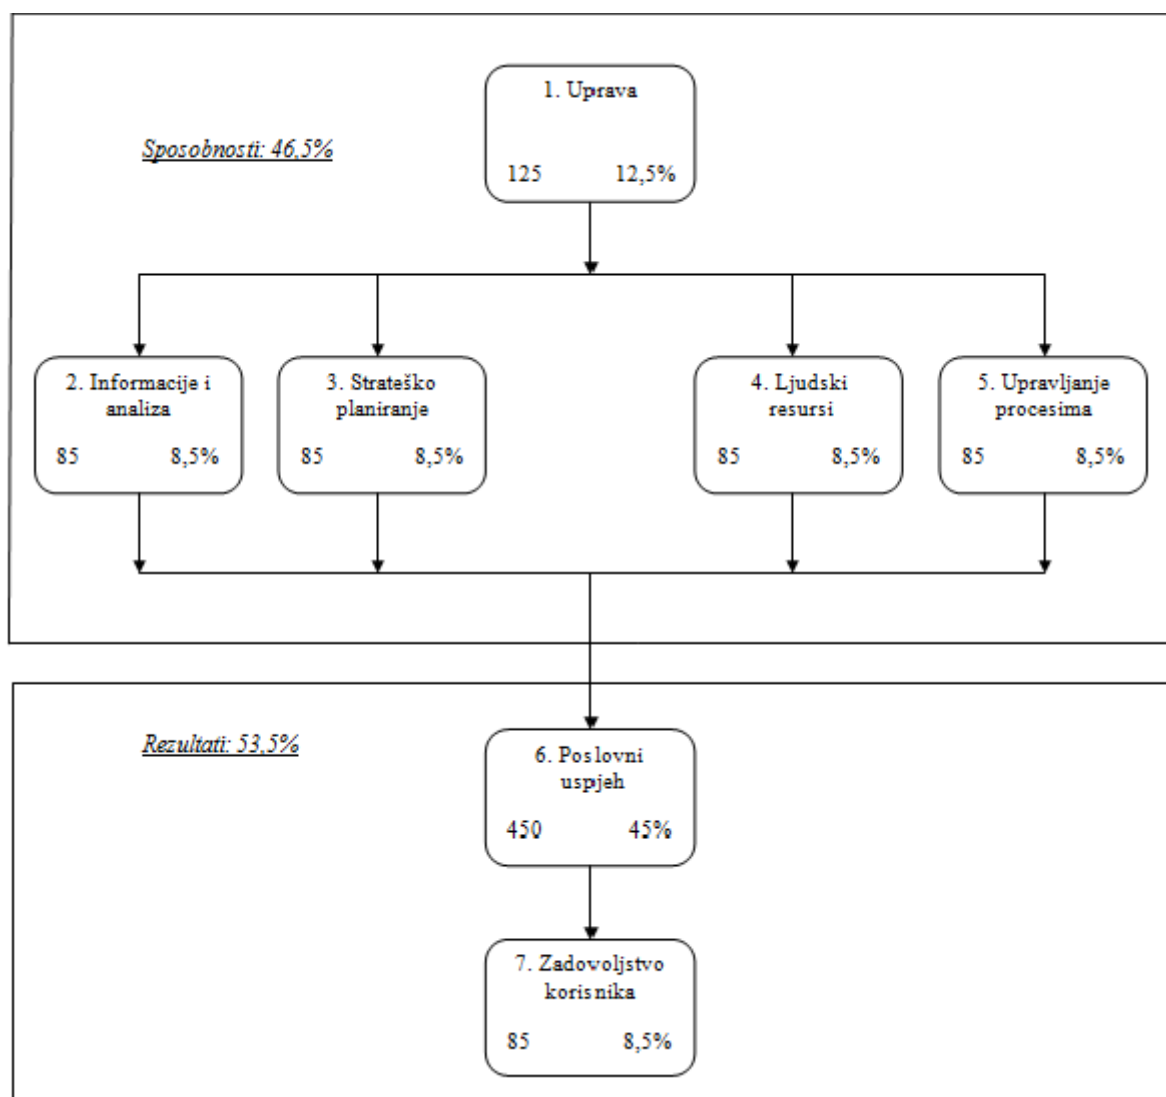 1. Uprava
Sposobnosti: 46,5%
125 12,5%
2. Informacije i
analiza
85 8,5%
3. Strateško
planiranje
85 8,5%
4. Ljudski
resursi
85 8,5%
5. Upravljanje
procesima
85 8,5%
Rezultati: 53,5%
6. Poslovni
uspjeh
450 45%
7. Zadovoljstvo
korisnika
85 8,5%